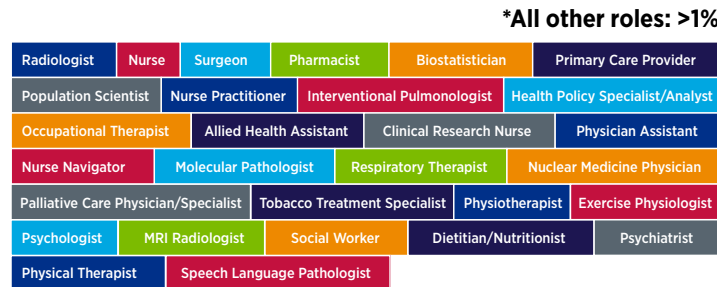 *All other roles: >1%
Radiologist Nurse Surgeon Pharmacist Biostatistician Primary Care Provider
Population Scientist Nurse Practitioner Interventional Pulmonologist Health Policy Specialist/Analyst
Occupational Therapist Allied Health Assistant Clinical Research Nurse Physician Assistant
Nurse Navigator Molecular Pathologist Respiratory Therapist Nuclear Medicine Physician
Palliative Care Physician/Specialist Tobacco Treatment Specialist Physiotherapist Exercise Physiologist
Psychologist MRI Radiologist Social Worker Dietitian/Nutritionist Psychiatrist
Physical Therapist Speech Language Pathologist